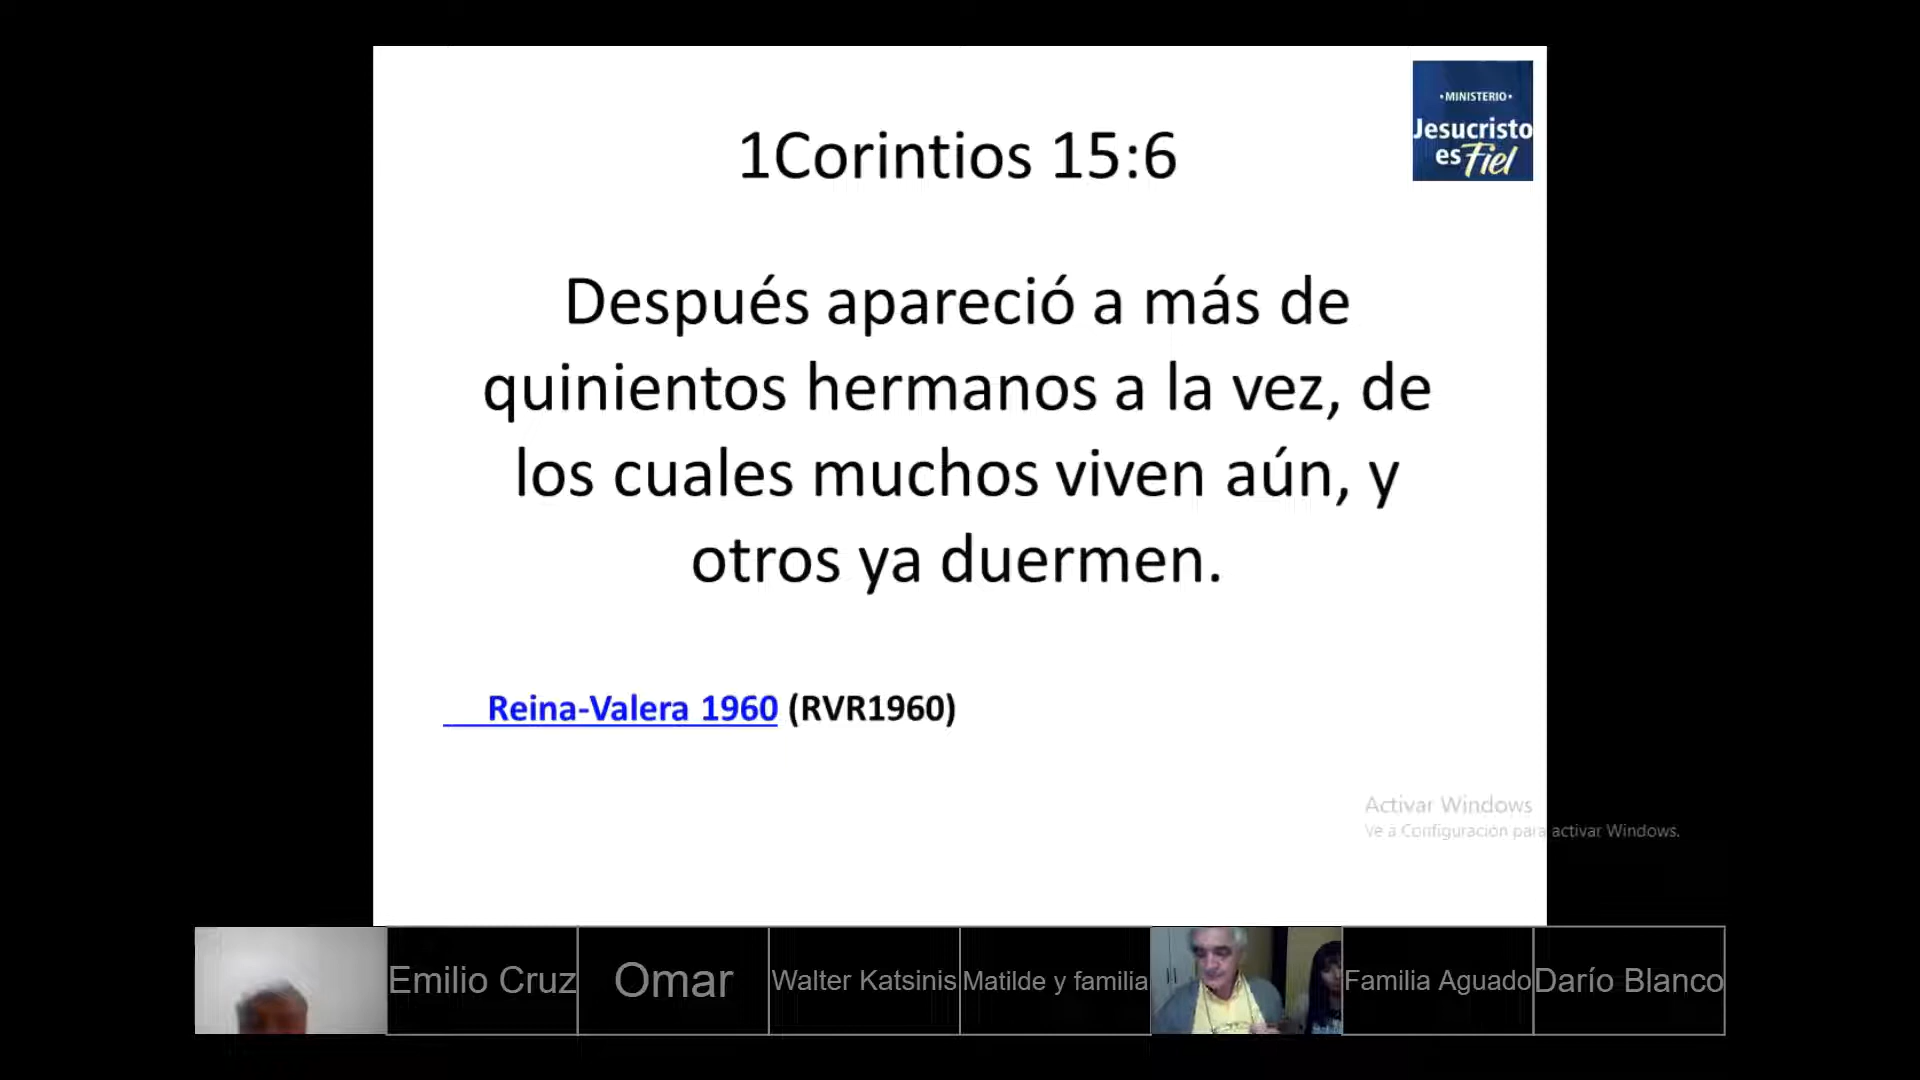 •MINISTERIO•
Jesucristo
es Fiel
1Corintios 15:6
Después apareció a más de
quinientos hermanos a la vez, de
los cuales muchos viven aún, y
otros ya duermen.
Reina-Valera 1960 (RVR1960)
Activar Windows
Ve a Configuración para activar Windows.
Emilio Cruz
Omar
Walter Katsinis
Matilde y familia
Familia Aguado
Darío Blanco